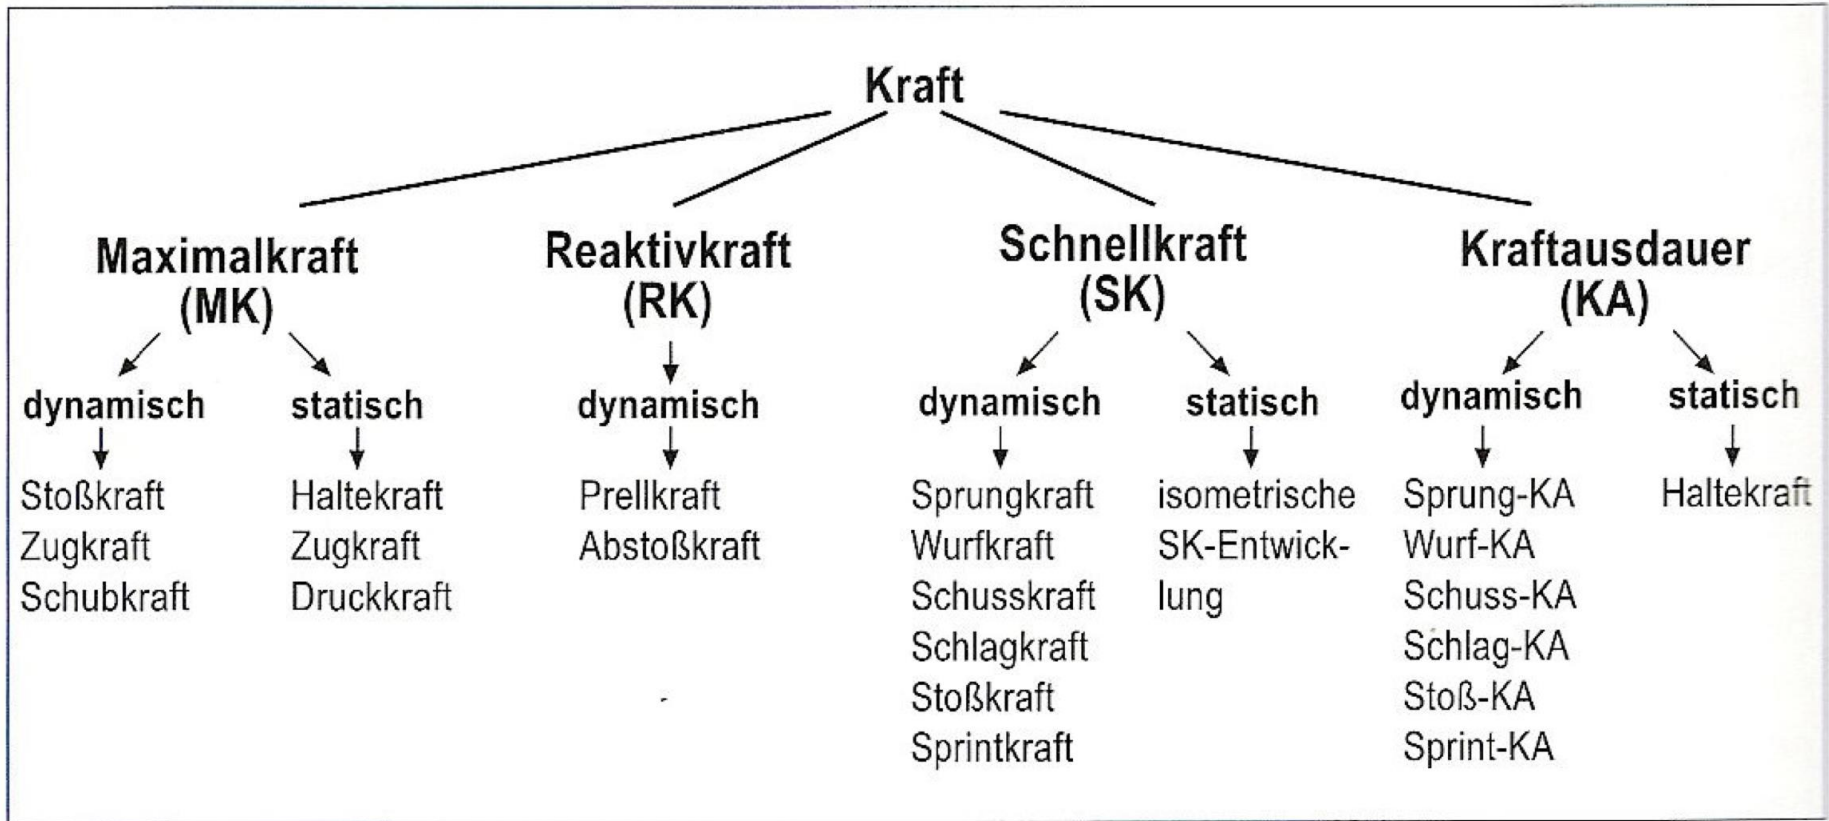 Kraft
Maximalkraft
(MK)
Reaktivkraft
(RK)
Schnellkraft
(SK)
Kraftausdauer
(KA)
dynamisch
statisch
dynamisch
dynamisch
statisch
dynamisch
statisch
Stoßkraft
Zugkraft
Schubkraft
Haltekraft
Zugkraft
Druckkraft
Prellkraft
Abstoßkraft
Sprungkraft
Wurfkraft
Schusskraft
Schlagkraft
Stoßkraft
Sprintkraft
isometrische
SK-Entwick-
lung
Sprung-KA
Wurf-KA
Schuss-KA
Schlag-KA
Stoß-KA
Sprint-KA
Haltekraft